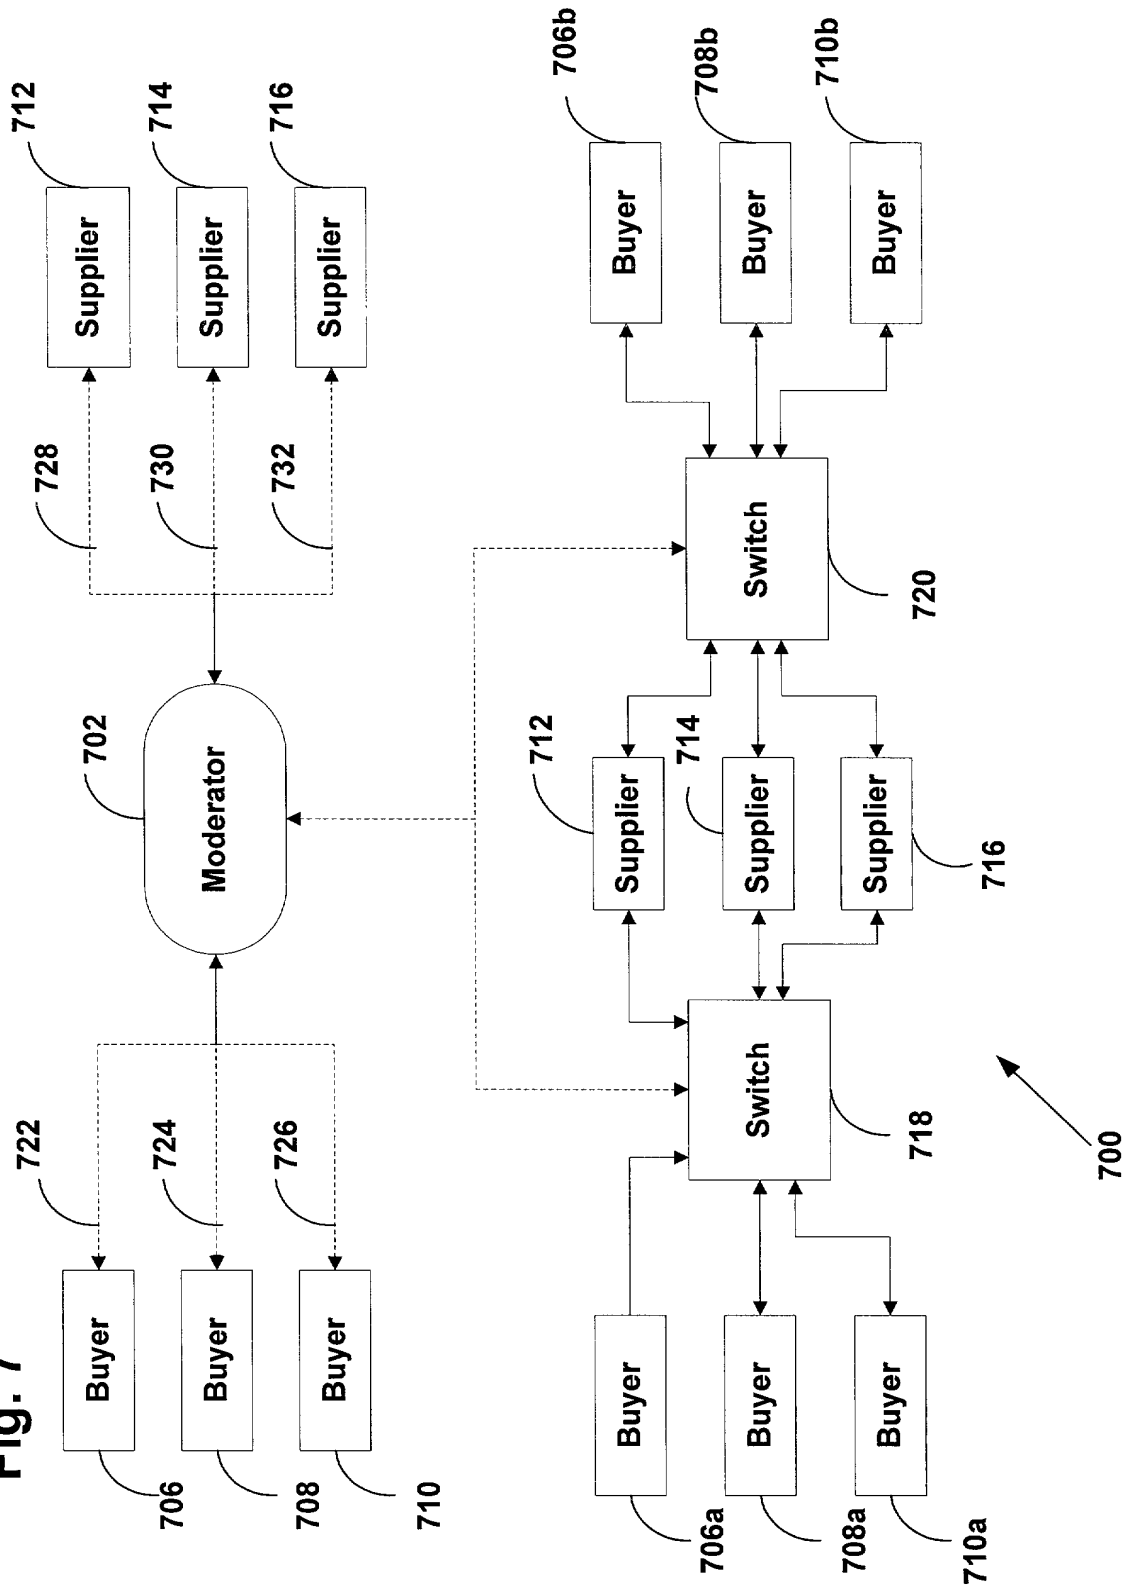 Fig. 7
722
712
728
Buyer
702
Supplier
706
724
730
714
Buyer
Moderator
Supplier
726
732
716
708
Buyer
Supplier
710
712
706b
Buyer
Supplier
Buyer
706a
714
708b
Buyer
Switch
Supplier
Switch
Buyer
708a
710b
Buyer
Supplier
Buyer
718
720
710a
716
700